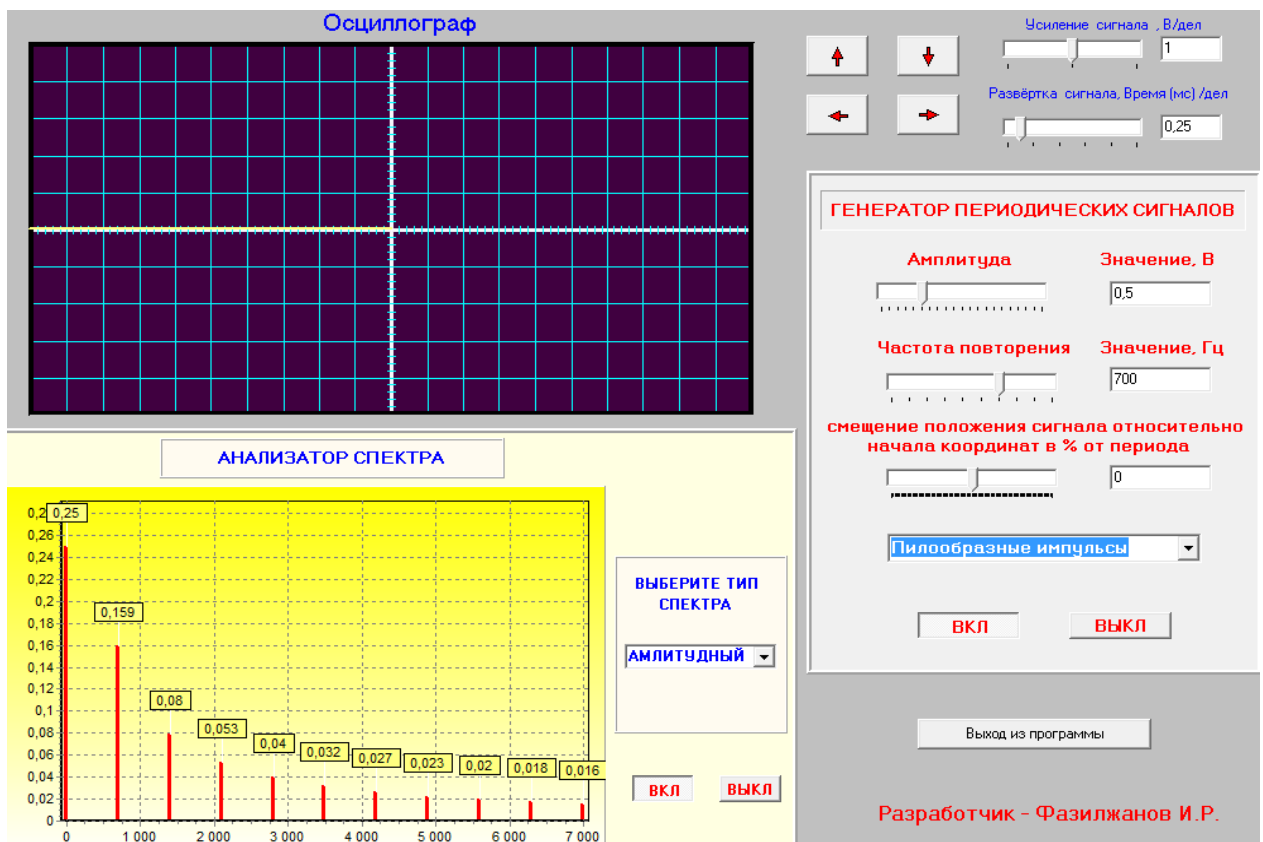 Осциллограф
Усиление сигнала , В/дел
1
Развёртка сигнала, Время (мс) /дел
0,25
ГЕНЕРАТОР ПЕРИОДИЧЕСКИХ СИГНАЛОВ
Амплитуда
Значение, В
0,5
Частота повторения
Значение, Гц
700
смещение положения сигнала относительно
начала координат в % от периода
0
Пилообразные импульсы
ВКЛ
ВЫКЛ
Выход из программы
Разработчик - Фазилжанов И.Р.
АНАЛИЗАТОР СПЕКТРА
0,25
0,26
0,24
0,22
0,2
0,18
0,16
0,14
0,12
0,1
0,08
0,06
0,04
0,02
0
0,159
0,08
0,053
0,04
0,032
0,027
0,023
0,02
0,018
0,016
0
1 000
2 000
3 000
4 000
5 000
6 000
7 000
ВЫБЕРИТЕ ТИП
СПЕКТРА
АМЛИТУДНЫЙ
ВКЛ
ВЫКЛ